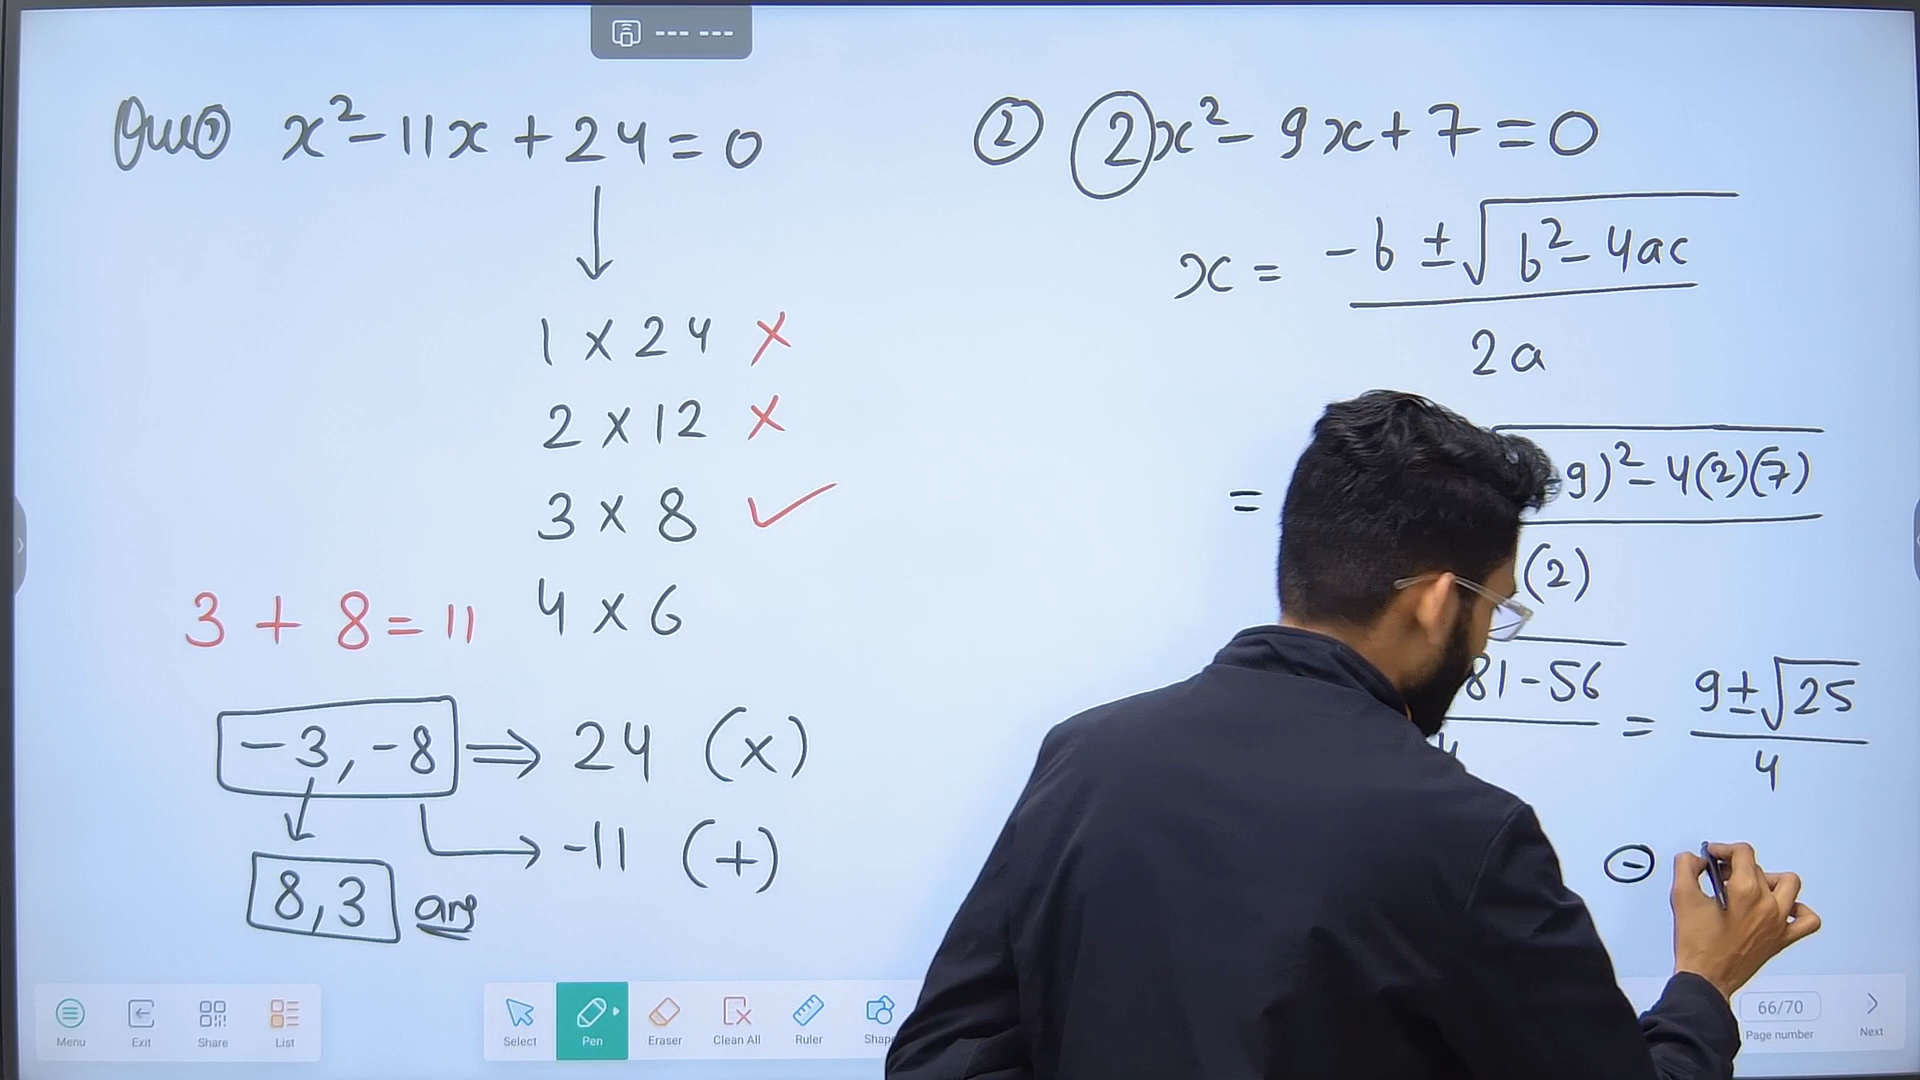 --- ---
Que① x²-11x+24=0
↓
1 × 24 ✗
2 × 12 ✗
3 × 8 ✓
4 × 6
3 + 8 = 11
-3, -8 ⇒ 24 (x)
→ -11 (+)
8, 3 ans
② 2x² - 9x + 7 = 0
x = -b ± √b² - 4ac
2a
= 9)² - 4(2)(7)
(2)
81-56 = 9±√25
4
⊖
Menu Exit Share List Select Pen Eraser Clean All Ruler
66/70
Page number Next